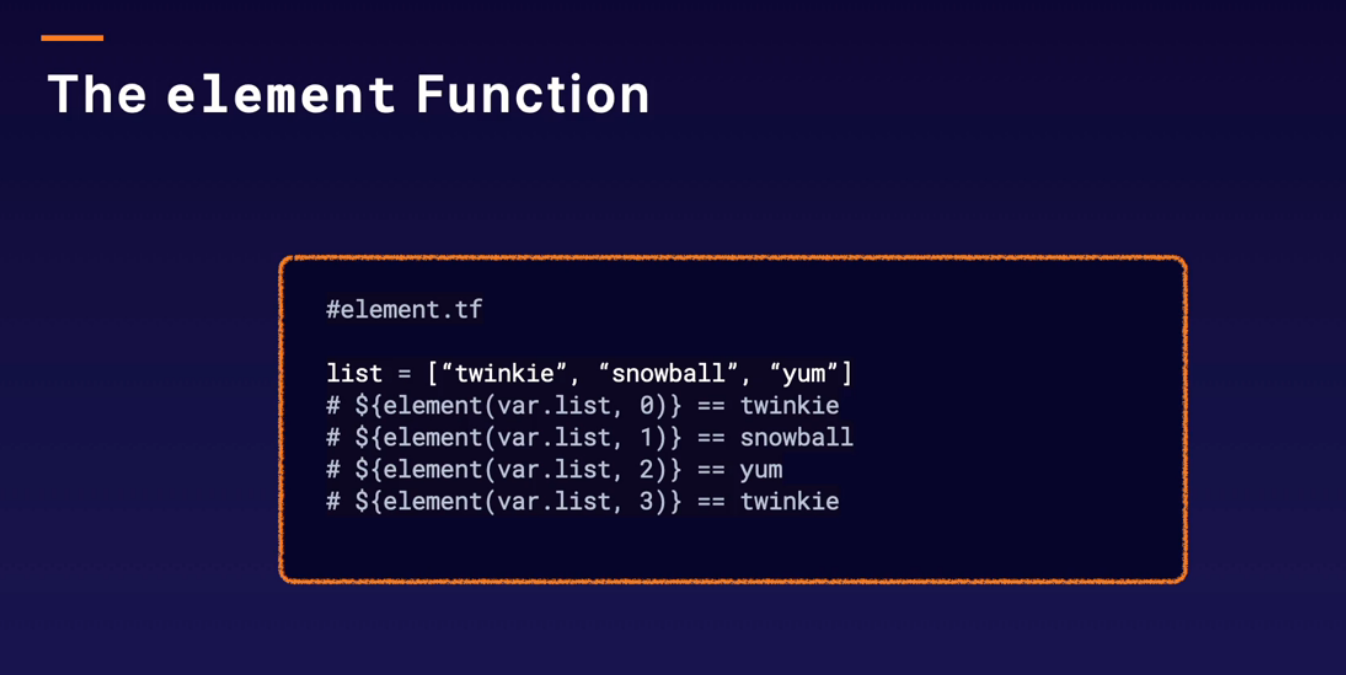 The element Function
#element.tf
list = [“twinkie”, “snowball”, “yum”]
# ${element(var.list, 0)} == twinkie
# ${element(var.list, 1)} == snowball
# ${element(var.list, 2)} == yum
# ${element(var.list, 3)} == twinkie